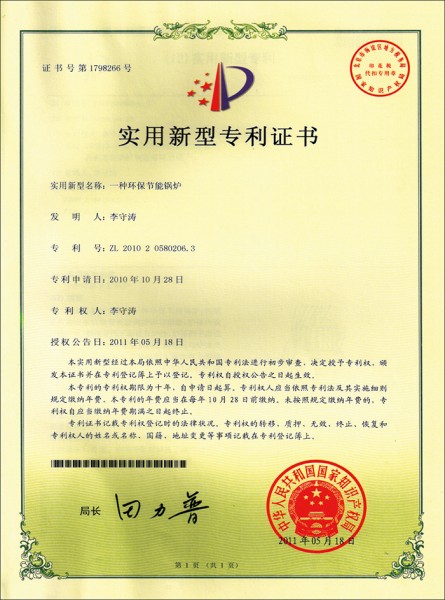 证书号第1798266号
印花税
代扣专用章
实用新型专利证书
实用新型名称：一种环保节能锅炉
发明人：李守涛
专利号：ZL 2010 2 0580206.3
专利申请日：2010年10月28日
专利权人：李守涛
授权公告日：2011年05月18日
本实用新型经过本局依照中华人民共和国专利法进行初步审查，决定授予专利权，颁
发本证书并在专利登记簿上予以登记。专利权自授权公告之日起生效。
本专利的专利权期限为十年，自申请日起算。专利权人应当依照专利法及其实施细则
规定缴纳年费。本专利的年费应当在每年10月28日前缴纳。未按照规定缴纳年费的，专
利权自应当缴纳年费期满之日起终止。
专利证书记载专利权登记时的法律状况。专利权的转移、质押、无效、终止、恢复和
专利权人的姓名或名称、国籍、地址变更等事项记载在专利登记簿上。
局长 田力普
中华人民共和国国家知识产权局
2011年05月18日
第1页（共1页）